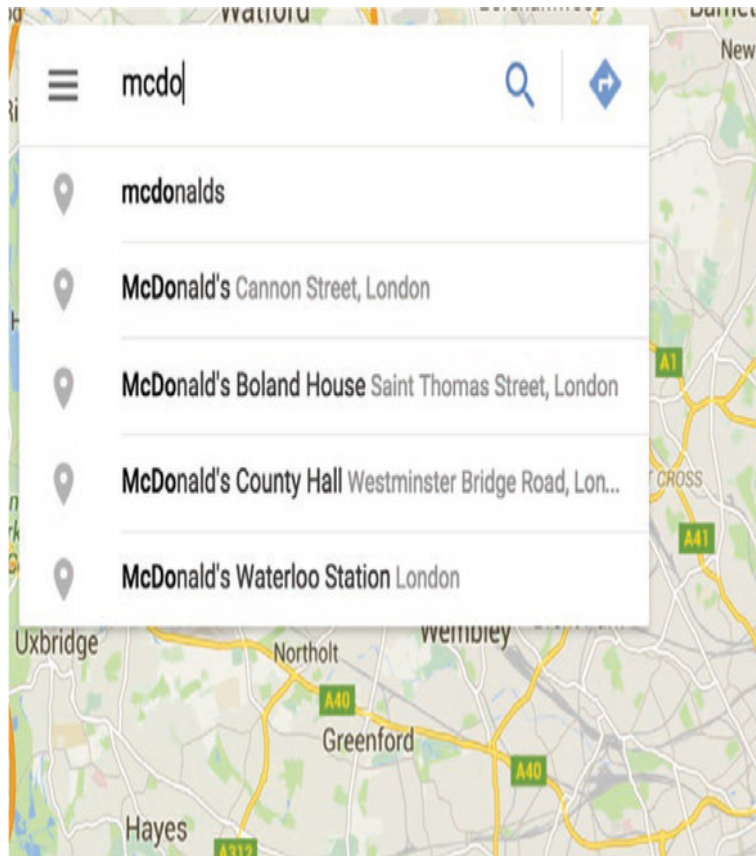 Watford
New
mcdo
mcdonalds
McDonald's Cannon Street, London
McDonald's Boland House Saint Thomas Street, London
A1
McDonald's County Hall Westminster Bridge Road, Lon...
CROSS
A41
McDonald's Waterloo Station London
Uxbridge
Wembley
Northolt
A40
Greenford
A40
Hayes
A312